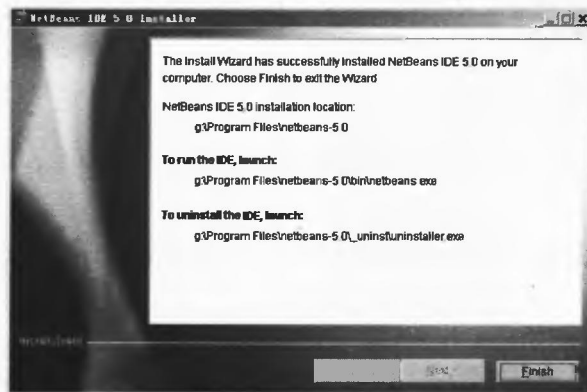 NetBeans IDE 5.0 Installer
The Install Wizard has successfully installed NetBeans IDE 5.0 on your
computer. Choose Finish to exit the Wizard
NetBeans IDE 5.0 installation location:
g:\Program Files\netbeans-5.0
To run the IDE, launch:
g:\Program Files\netbeans-5.0\bin\netbeans.exe
To uninstall the IDE, launch:
g:\Program Files\netbeans-5.0\_uninst\uninstaller.exe
Finish